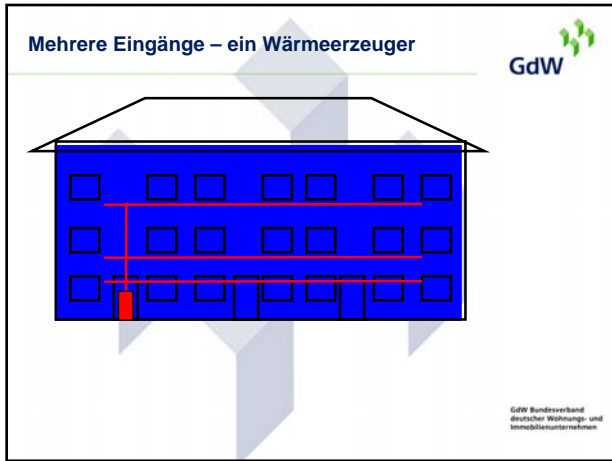 Mehrere Eingänge – ein Wärmeerzeuger
GdW
GdW Bundesverband
deutscher Wohnungs- und
Immobilienunternehmen